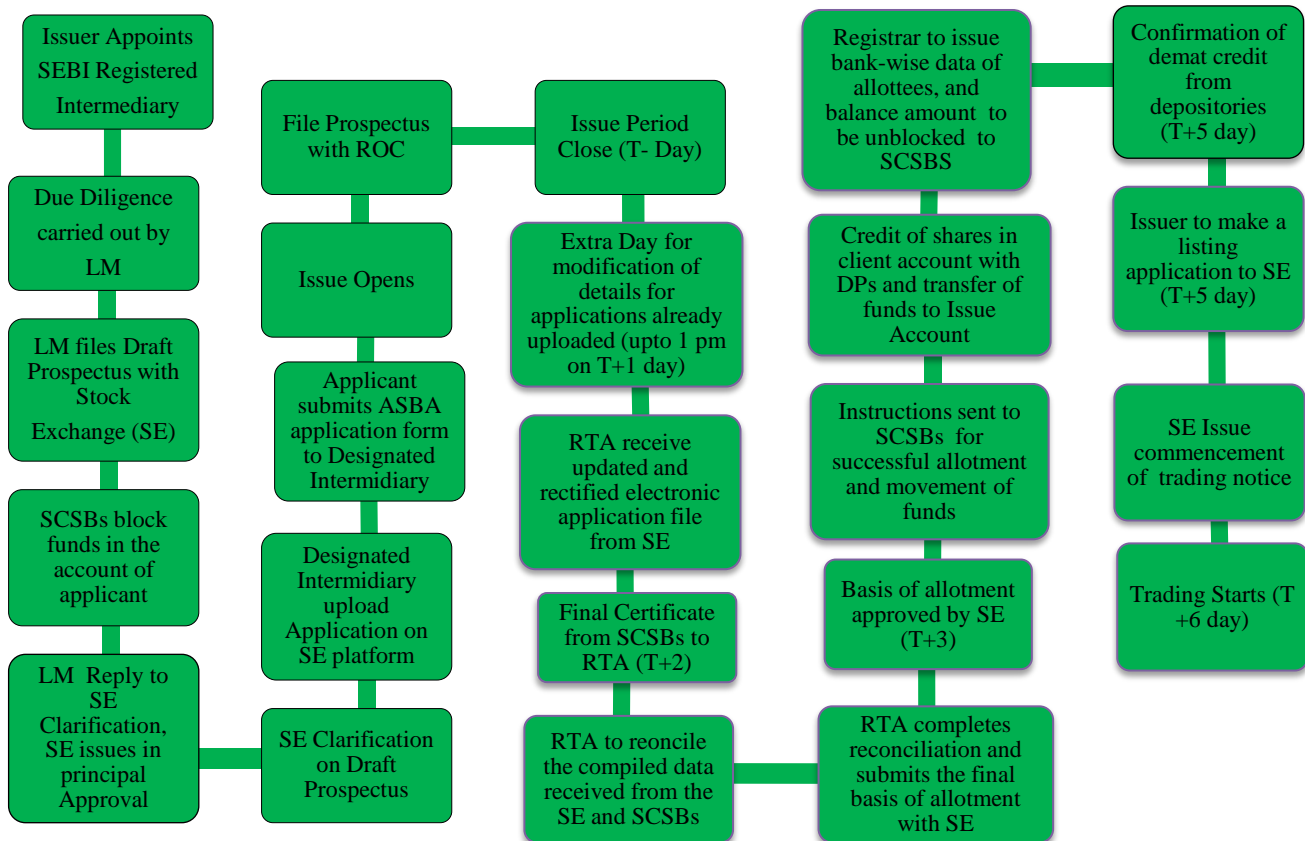 Issuer Appoints
SEBI Registered
Intermediary
Due Diligence
carried out by
LM
LM files Draft
Prospectus with
Stock
Exchange (SE)
SCSBs block
funds in the
account of
applicant
LM Reply to
SE
Clarification,
SE issues in
principal
Approval
SE Clarification
on Draft
Prospectus
Designated
Intermidiary
upload
Application on
SE platform
Applicant
submits ASBA
application form
to Designated
Intermidiary
Issue Opens
File Prospectus
with ROC
Issue Period
Close (T- Day)
Extra Day for
modification of
details for
applications already
uploaded (upto 1 pm
on T+1 day)
RTA receive
updated and
rectified electronic
application file
from SE
Final Certificate
from SCSBs to
RTA (T+2)
RTA to reconcile
the compiled data
received from the
SE and SCSBs
RTA completes
reconciliation and
submits the final
basis of allotment
with SE
Basis of allotment
approved by SE
(T+3)
Instructions sent to
SCSBs for
successful allotment
and movement of
funds
Credit of shares in
client account with
DPs and transfer of
funds to Issue
Account
Registrar to issue
bank-wise data of
allottees, and
balance amount to
be unblocked to
SCSBS
Confirmation of
demat credit
from
depositories
(T+5 day)
Issuer to make a
listing
application to SE
(T+5 day)
SE Issue
commencement
of trading notice
Trading Starts (T
+6 day)